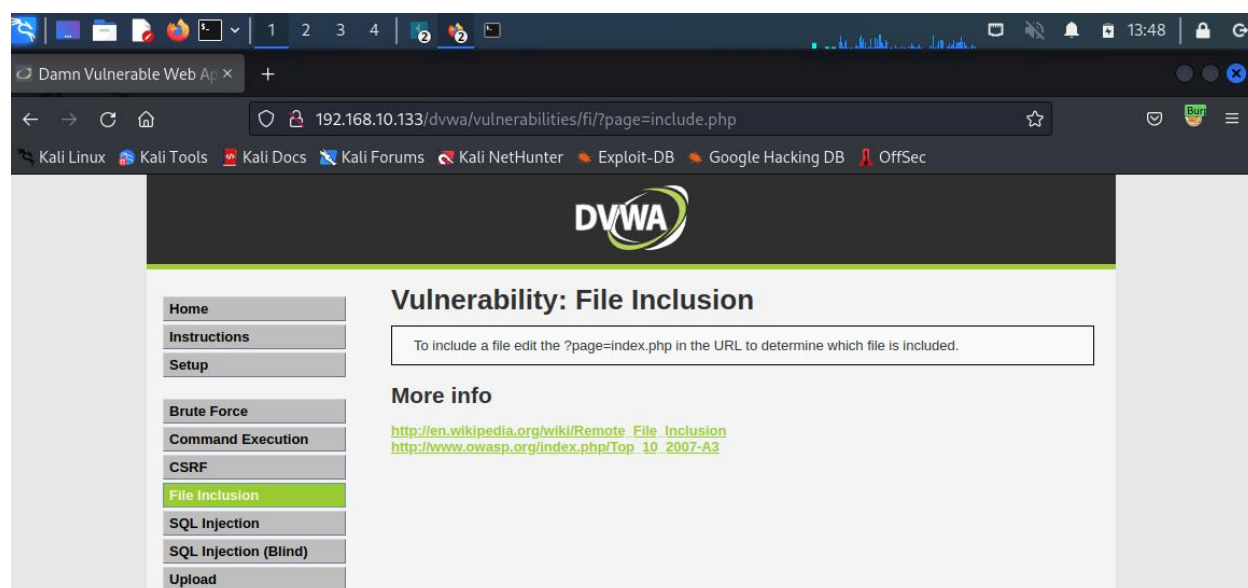 1 2 3 4
2 2
13:48
Damn Vulnerable Web Ap
192.168.10.133/dvwa/vulnerabilities/fi/?page=include.php
Burp
Kali Linux Kali Tools Kali Docs Kali Forums Kali NetHunter Exploit-DB Google Hacking DB OffSec
DVWA
Home
Instructions
Setup
Brute Force
Command Execution
CSRF
File Inclusion
SQL Injection
SQL Injection (Blind)
Upload
Vulnerability: File Inclusion
To include a file edit the ?page=index.php in the URL to determine which file is included.
More info
http://en.wikipedia.org/wiki/Remote_File_Inclusion
http://www.owasp.org/index.php/Top_10_2007-A3